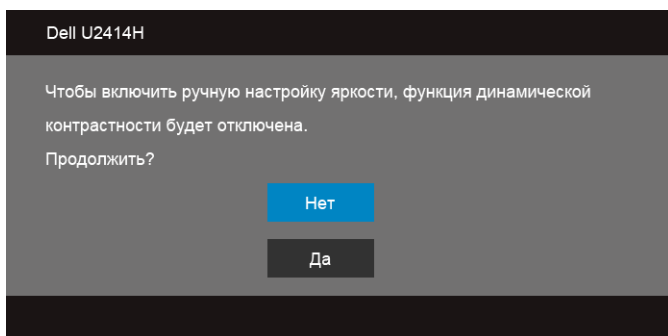 Dell U2414H
Чтобы включить ручную настройку яркости, функция динамической
контрастности будет отключена.
Продолжить?
Нет
Да